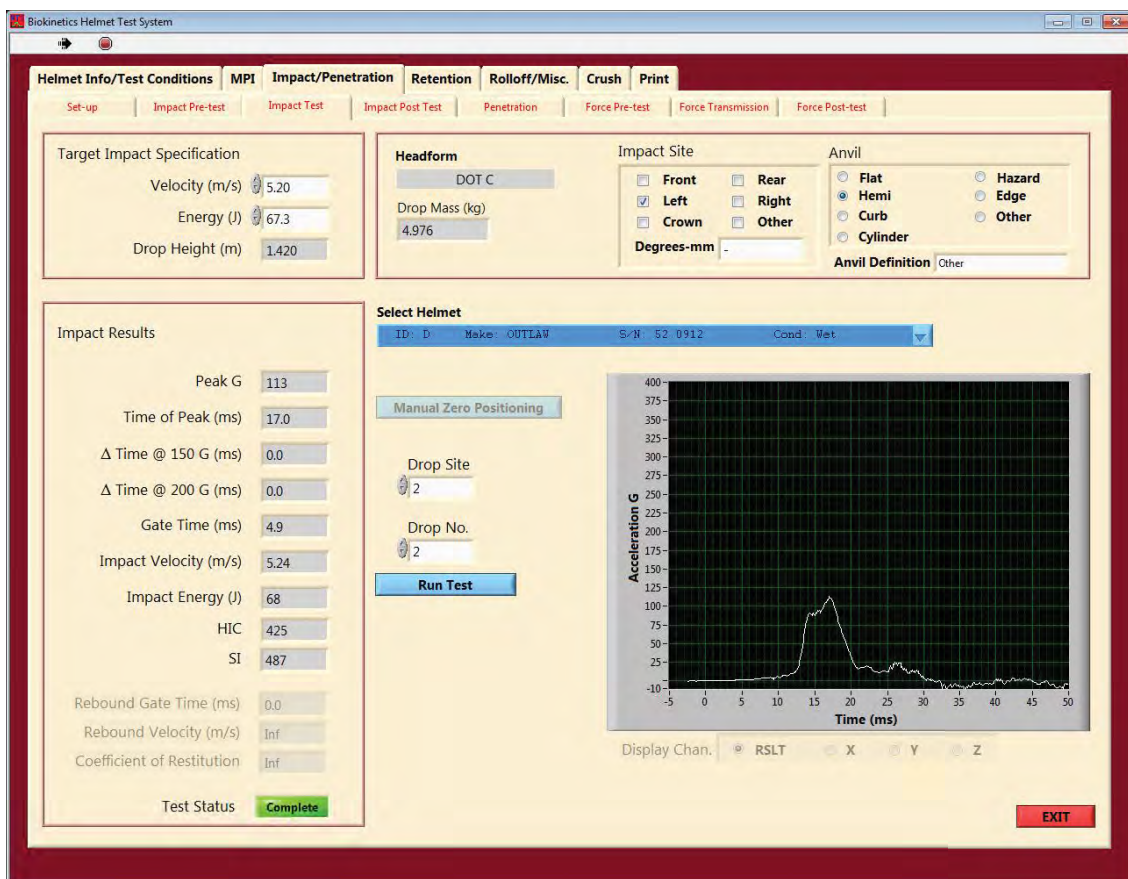 Biokinetics Helmet Test System
Helmet Info/Test Conditions MPI Impact/Penetration Retention Rolloff/Misc. Crush Print
Set-up Impact Pre-test Impact Test Impact Post Test Penetration Force Pre-test Force Transmission Force Post-test
Target Impact Specification
Velocity (m/s) 5.20
Energy (J) 67.3
Drop Height (m) 1.420
Headform
DOT C
Drop Mass (kg)
4.976
Impact Site
Front Rear
Left Right
Crown Other
Degrees-mm -
Anvil
Flat Hazard
Hemi Edge
Curb Other
Cylinder
Anvil Definition Other
Impact Results
Peak G 113
Time of Peak (ms) 17.0
Δ Time @ 150 G (ms) 0.0
Δ Time @ 200 G (ms) 0.0
Gate Time (ms) 4.9
Impact Velocity (m/s) 5.24
Impact Energy (J) 68
HIC 425
SI 487
Rebound Gate Time (ms) 0.0
Rebound Velocity (m/s) Inf
Coefficient of Restitution Inf
Test Status Complete
Select Helmet
ID: D Make: OUTLAW S/N 52 0912 Cond: Wet
Manual Zero Positioning
Drop Site
2
Drop No.
2
Run Test
Acceleration G
400
375
350
325
300
275
250
225
200
175
150
125
100
75
50
25
-10
-5 0 5 10 15 20 25 30 35 40 45 50
Time (ms)
Display Chan. RSLT X Y Z
EXIT